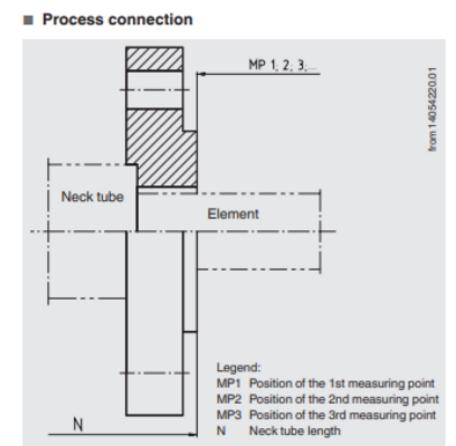 ■ Process connection
MP 1, 2, 3,...
from 14054220.01
Neck tube
Element
Legend:
MP1 Position of the 1st measuring point
MP2 Position of the 2nd measuring point
MP3 Position of the 3rd measuring point
N Neck tube length
N